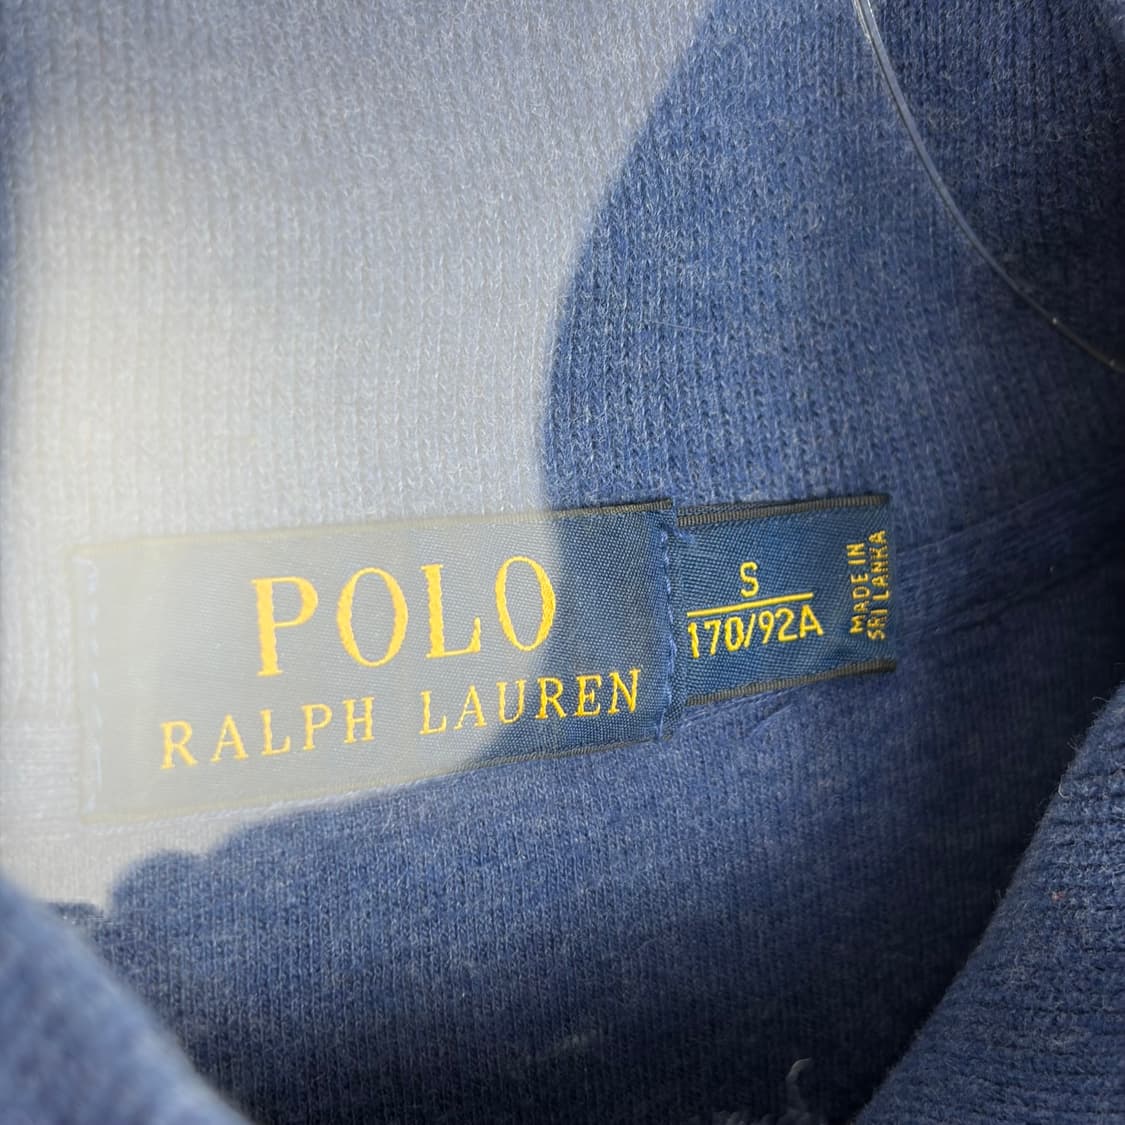 POLO
RALPH LAUREN
S
170/92A
MADE IN
SRI LANKA